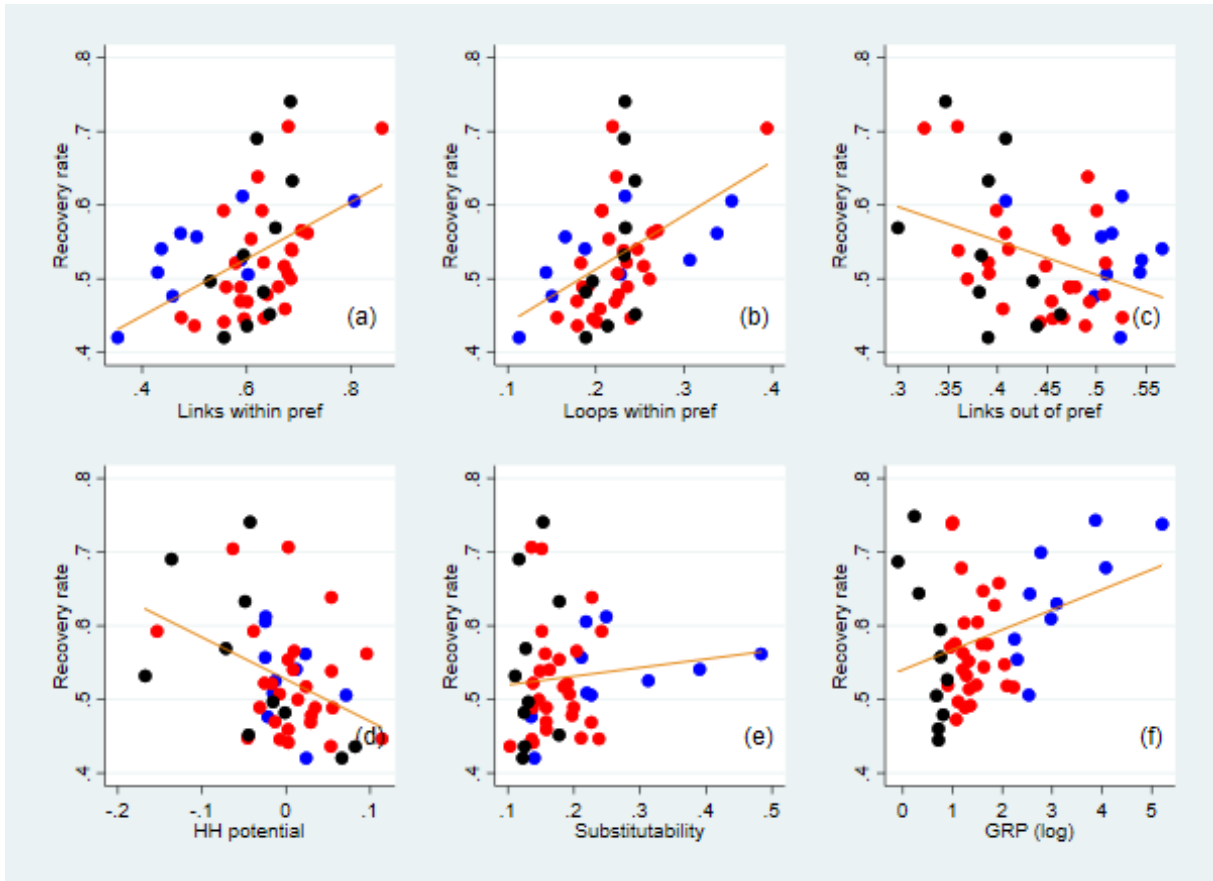 Recovery rate
.4 .5 .6 .7 .8
(a)
.4 .6 .8
Links within pref
Recovery rate
.4 .5 .6 .7 .8
(b)
.1 .2 .3 .4
Loops within pref
Recovery rate
.4 .5 .6 .7 .8
(c)
.3 .35 .4 .45 .5 .55
Links out of pref
Recovery rate
.4 .5 .6 .7 .8
(d)
-.2 -.1 0 .1
HH potential
Recovery rate
.4 .5 .6 .7 .8
(e)
.1 .2 .3 .4 .5
Substitutability
Recovery rate
.4 .5 .6 .7 .8
(f)
0 1 2 3 4 5
GRP (log)